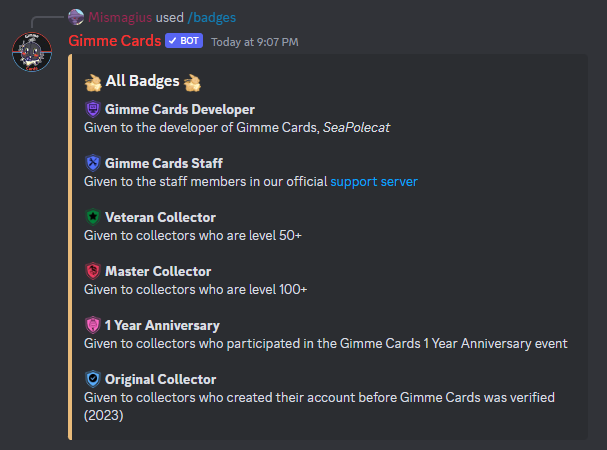 Mismagius used /badges
Gimme Cards ✓ BOT Today at 9:07 PM
All Badges
Gimme Cards Developer
Given to the developer of Gimme Cards, SeaPolecat
Gimme Cards Staff
Given to the staff members in our official support server
Veteran Collector
Given to collectors who are level 50+
Master Collector
Given to collectors who are level 100+
1 Year Anniversary
Given to collectors who participated in the Gimme Cards 1 Year Anniversary event
Original Collector
Given to collectors who created their account before Gimme Cards was verified
(2023)